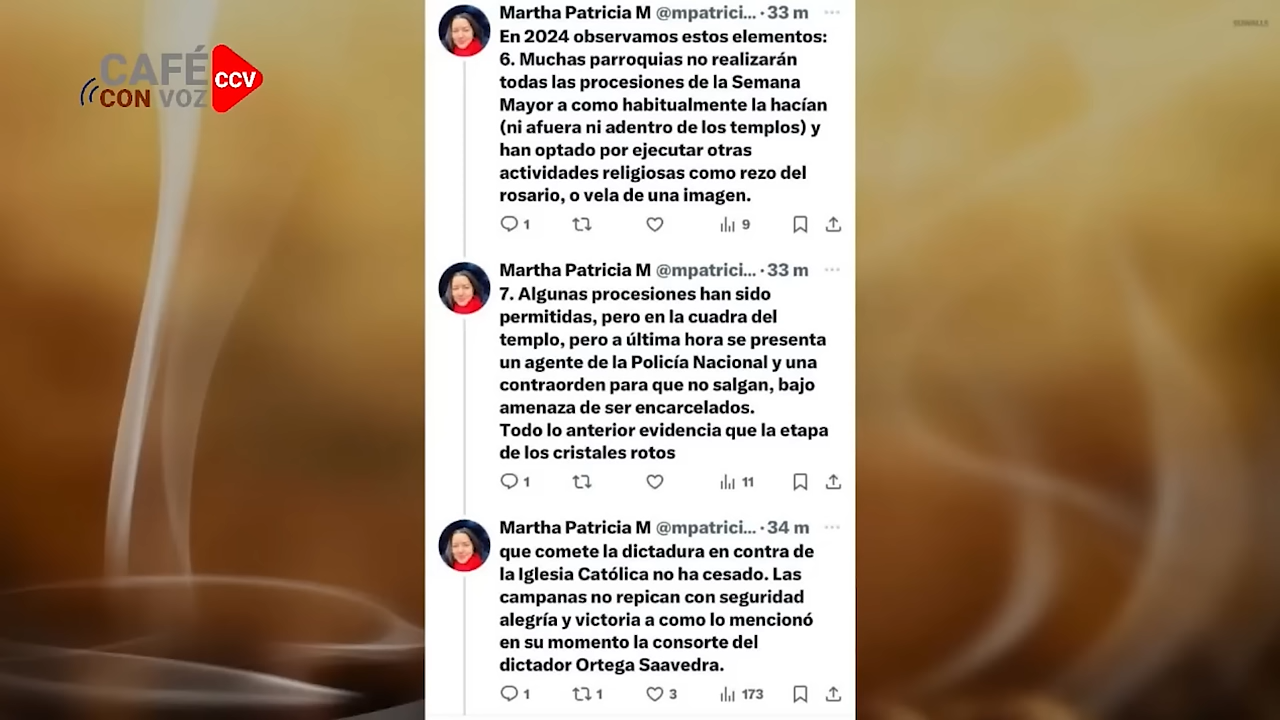 CAFÉ
CON VOZ
CCV
Martha Patricia M @mpatrici... · 33 m
En 2024 observamos estos elementos:
6. Muchas parroquias no realizarán
todas las procesiones de la Semana
Mayor a como habitualmente la hacían
(ni afuera ni adentro de los templos) y
han optado por ejecutar otras
actividades religiosas como rezo del
rosario, o vela de una imagen.
1 9
Martha Patricia M @mpatrici... · 33 m
7. Algunas procesiones han sido
permitidas, pero en la cuadra del
templo, pero a última hora se presenta
un agente de la Policía Nacional y una
contraorden para que no salgan, bajo
amenaza de ser encarcelados.
Todo lo anterior evidencia que la etapa
de los cristales rotos
1 11
Martha Patricia M @mpatrici... · 34 m
que comete la dictadura en contra de
la Iglesia Católica no ha cesado. Las
campanas no repican con seguridad
alegría y victoria a como lo mencionó
en su momento la consorte del
dictador Ortega Saavedra.
1 1 3 173